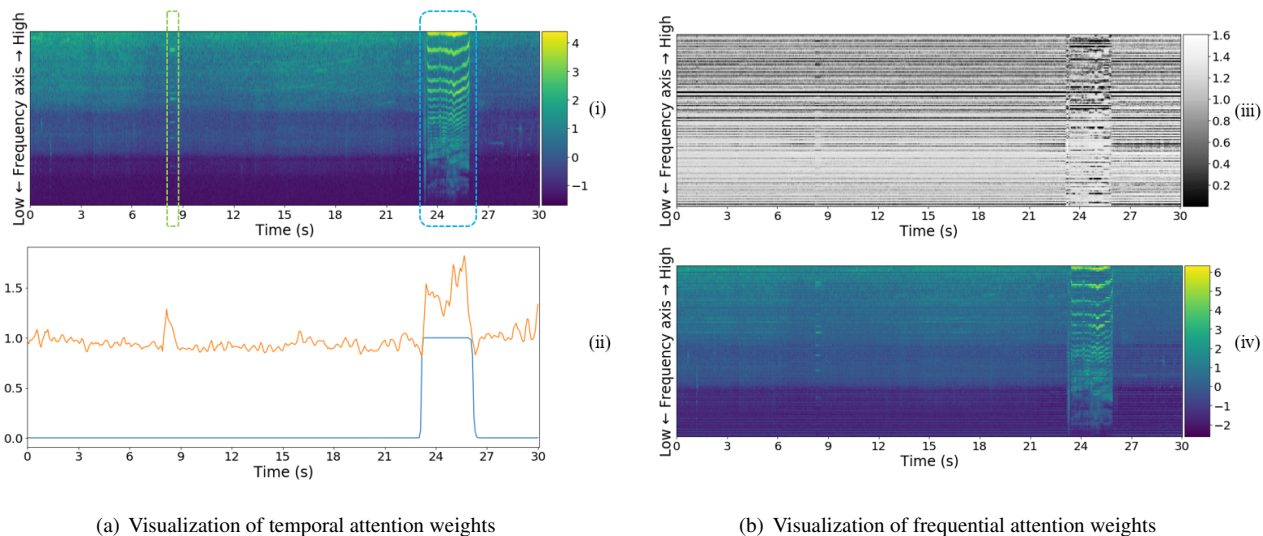 Low ← Frequency axis → High
4
3
2
1
0
−1
(i)
0 3 6 9 12 15 18 21 24 27 30
Time (s)
1.5
1.0
0.5
0.0
(ii)
0 3 6 9 12 15 18 21 24 27 30
Time (s)
(a) Visualization of temporal attention weights
Low ← Frequency axis → High
1.6
1.4
1.2
1.0
0.8
0.6
0.4
0.2
(iii)
0 3 6 9 12 15 18 21 24 27 30
Time (s)
Low ← Frequency axis → High
6
5
4
3
2
1
0
−1
−2
(iv)
0 3 6 9 12 15 18 21 24 27 30
Time (s)
(b) Visualization of frequential attention weights